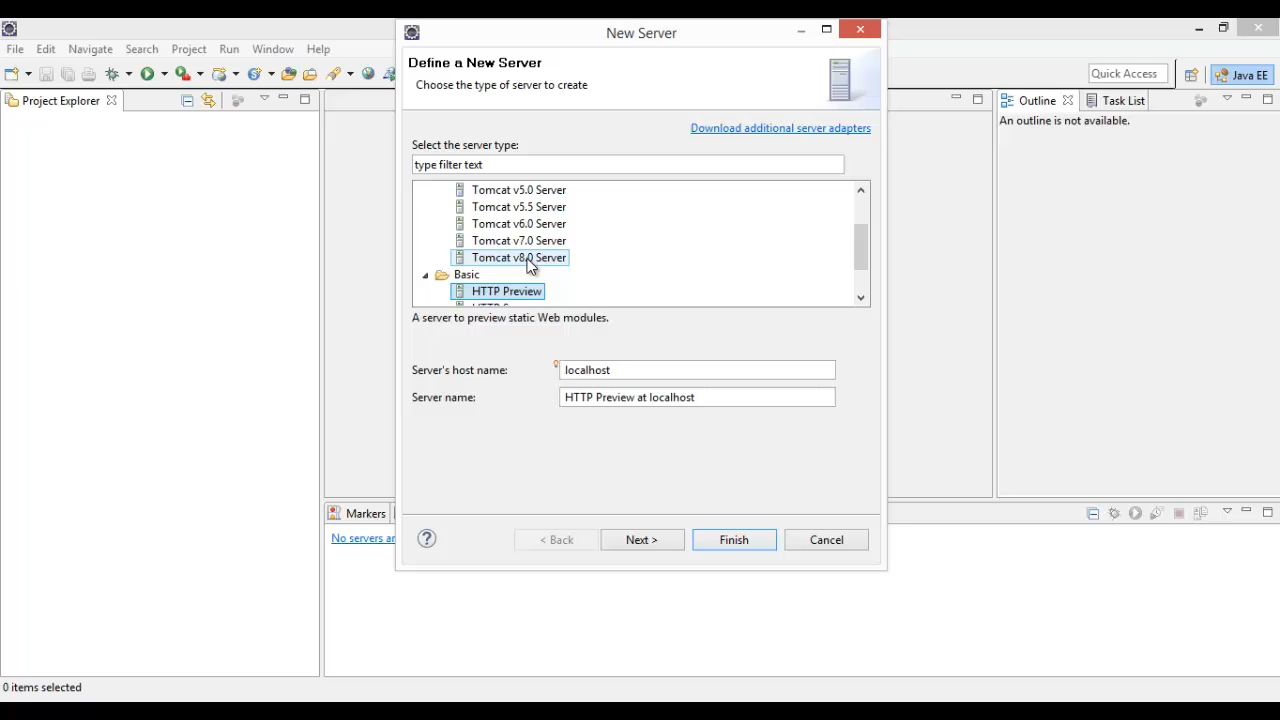 New Server
File Edit Navigate Search Project Run Window Help
Define a New Server
Choose the type of server to create
Quick Access
Java EE
Project Explorer
Outline
Task List
An outline is not available.
Download additional server adapters
Select the server type:
type filter text
Tomcat v5.0 Server
Tomcat v5.5 Server
Tomcat v6.0 Server
Tomcat v7.0 Server
Tomcat v8.0 Server
Basic
HTTP Preview
A server to preview static Web modules.
Server's host name:
localhost
Server name:
HTTP Preview at localhost
Markers
No servers ar
< Back
Next >
Finish
Cancel
0 items selected